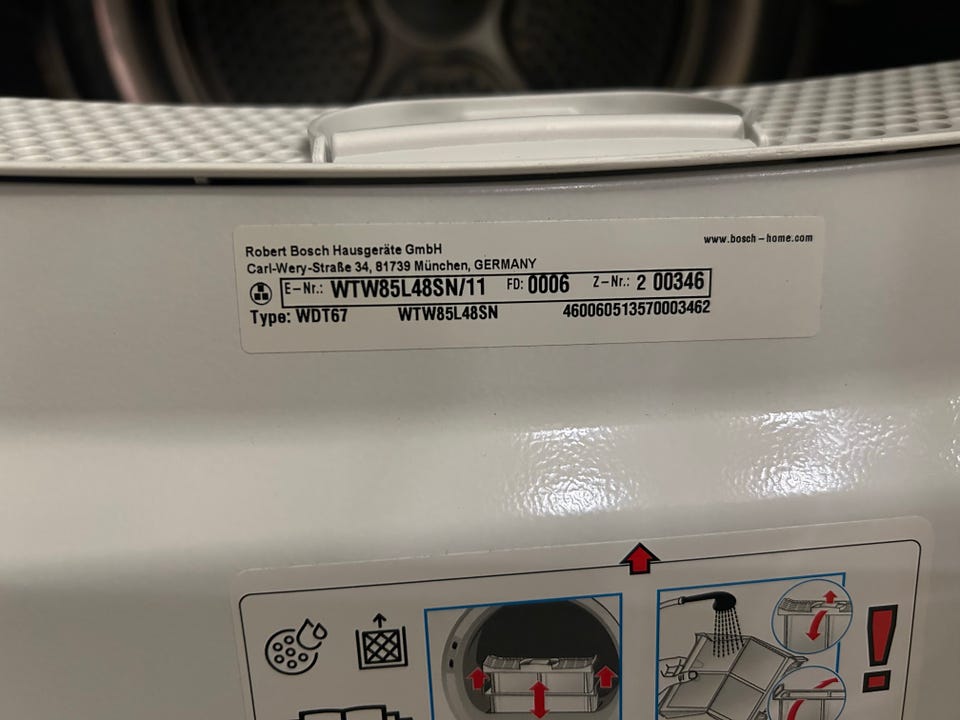 Robert Bosch Hausgeräte GmbH
www.bosch-home.com
Carl-Wery-Straße 34, 81739 München, GERMANY
E-Nr.: WTW85L48SN/11 FD: 0006 Z-Nr.: 2 00346
Type: WDT67 WTW85L48SN 460060513570003462